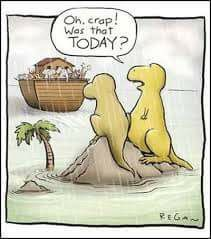 Oh, crap!
Was that
TODAY?
REGAN